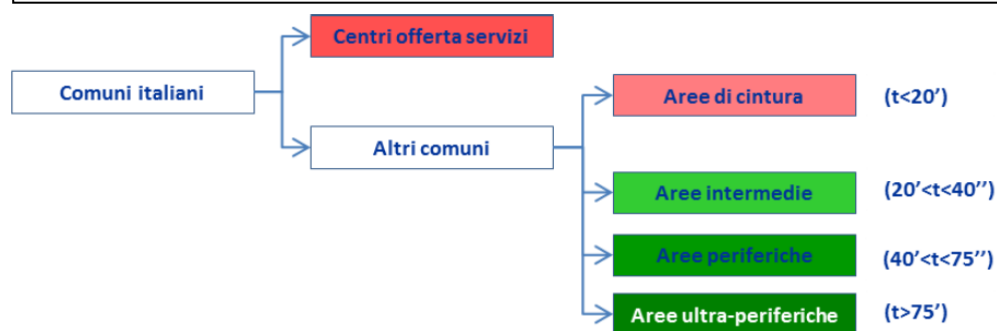 Centri offerta servizi
Comuni italiani
Aree di cintura (t<20')
Altri comuni
Aree intermedie (20'<t<40'')
Aree periferiche (40'<t<75'')
Aree ultra-periferiche (t>75')